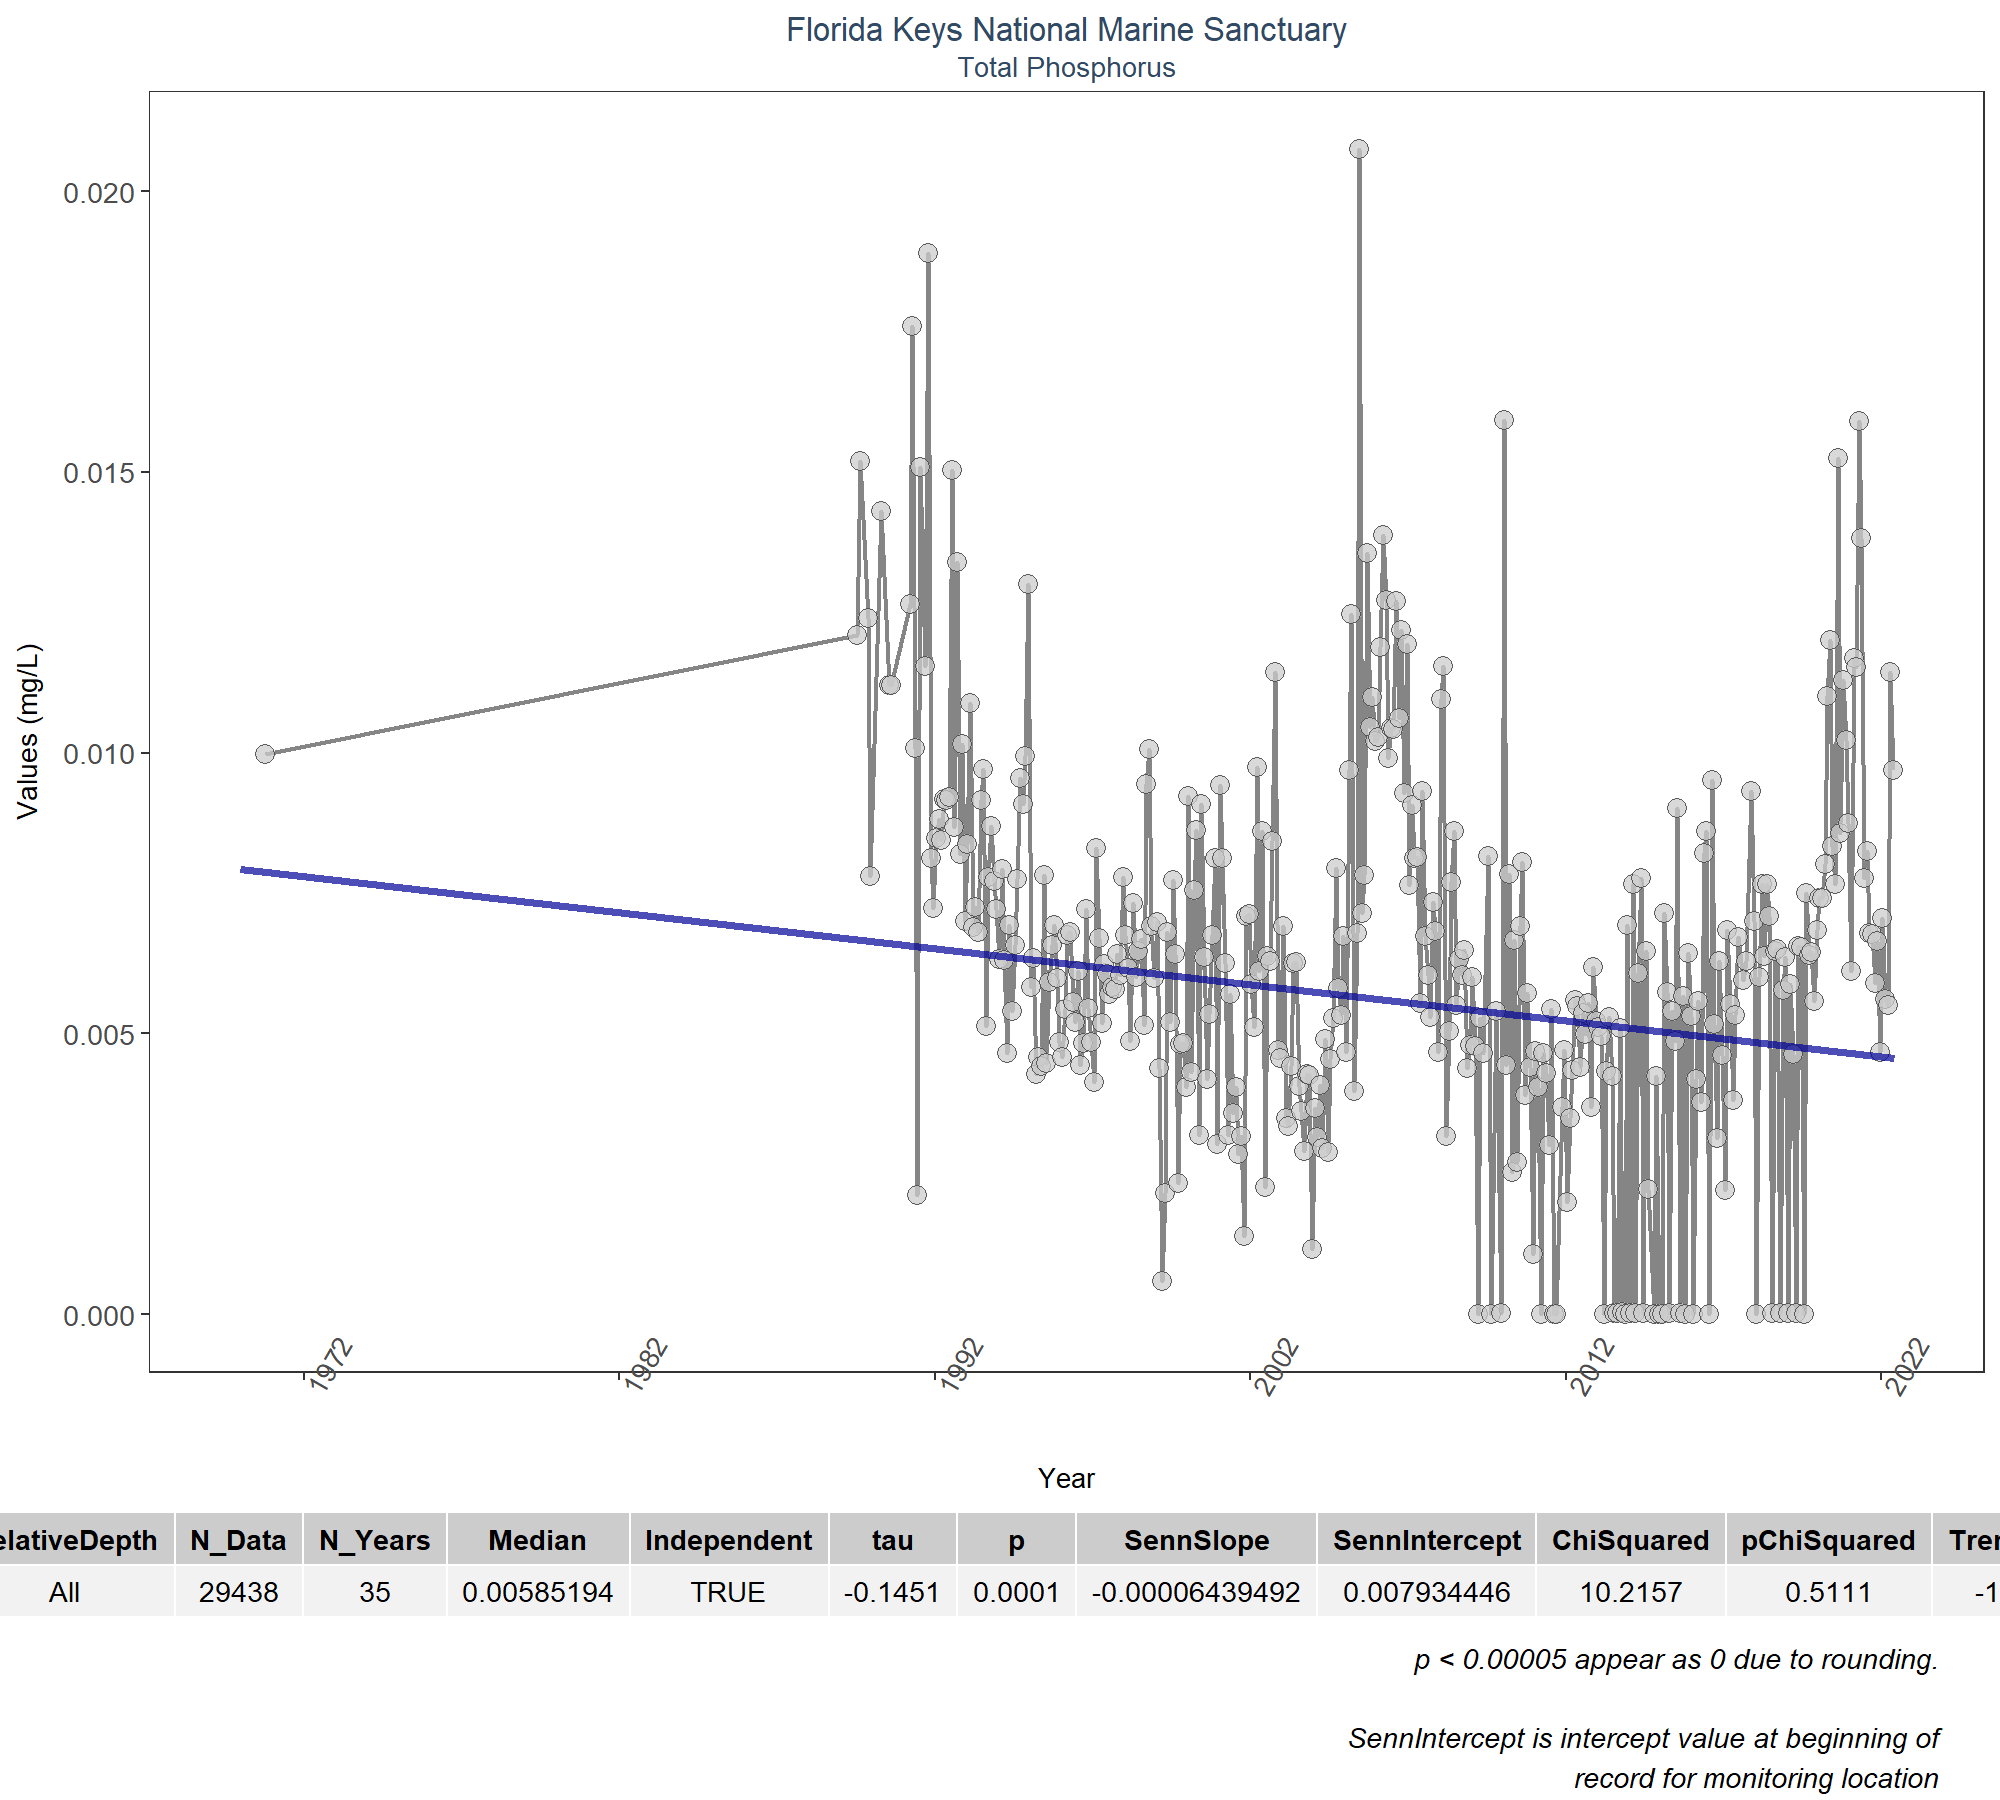 Florida Keys National Marine Sanctuary
Total Phosphorus
Values (mg/L)
0.020
0.015
0.010
0.005
0.000
1972 1982 1992 2002 2012 2022
Year
elativeDepth N_Data N_Years Median Independent tau p SennSlope SennIntercept ChiSquared pChiSquared Tren
All 29438 35 0.00585194 TRUE -0.1451 0.0001 -0.00006439492 0.007934446 10.2157 0.5111 -1
p < 0.00005 appear as 0 due to rounding.
SennIntercept is intercept value at beginning of
record for monitoring location